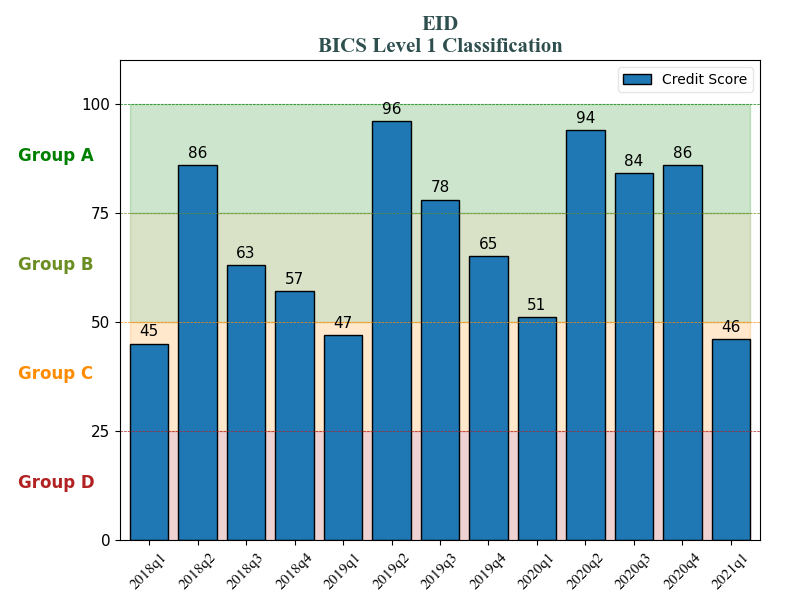 EID
BICS Level 1 Classification
Credit Score
100
75
50
25
0
Group A
Group B
Group C
Group D
45
86
63
57
47
96
78
65
51
94
84
86
46
2018q1
2018q2
2018q3
2018q4
2019q1
2019q2
2019q3
2019q4
2020q1
2020q2
2020q3
2020q4
2021q1